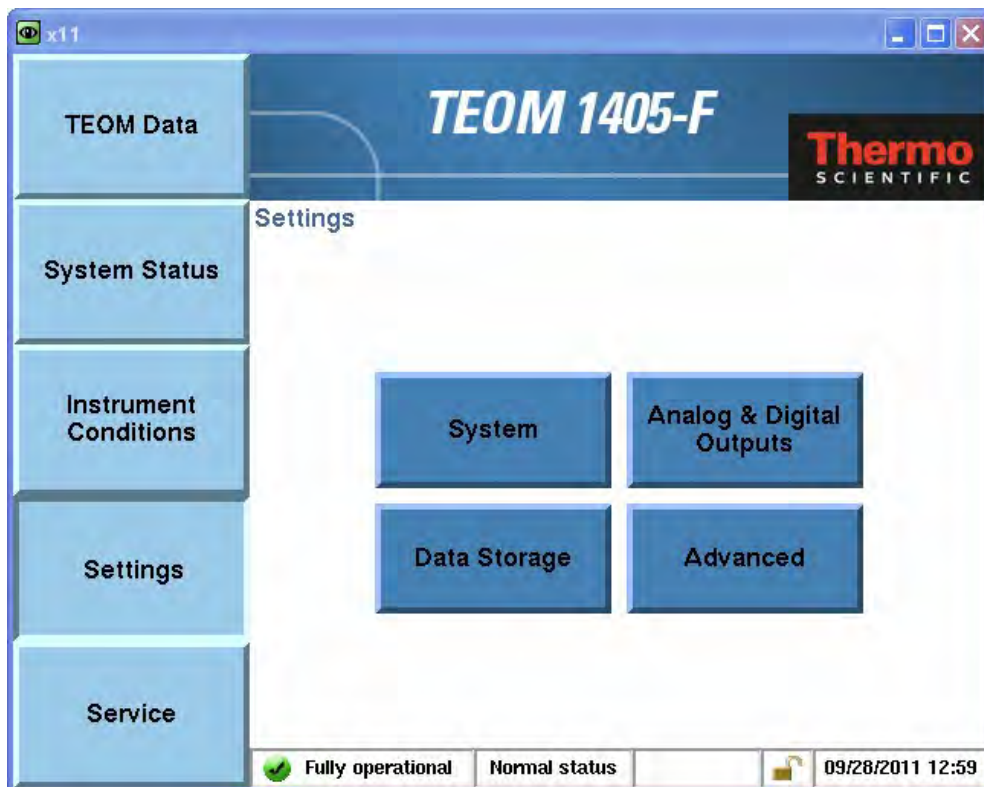 x11
TEOM Data
TEOM 1405-F
Thermo
SCIENTIFIC
System Status
Settings
Instrument
Conditions
System
Analog & Digital
Outputs
Settings
Data Storage
Advanced
Service
Fully operational
Normal status
09/28/2011 12:59